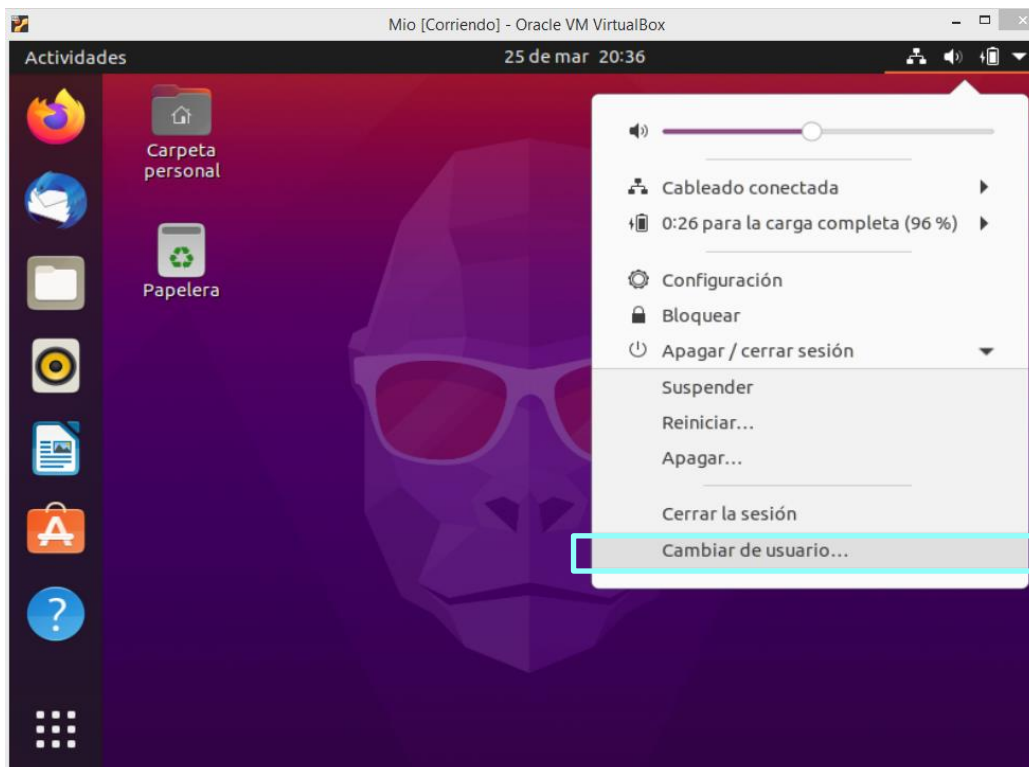 Mio [Corriendo] - Oracle VM VirtualBox
Actividades
25 de mar 20:36
Carpeta
personal
Papelera
Cableado conectada
0:26 para la carga completa (96 %)
Configuración
Bloquear
Apagar / cerrar sesión
Suspender
Reiniciar...
Apagar...
Cerrar la sesión
Cambiar de usuario...